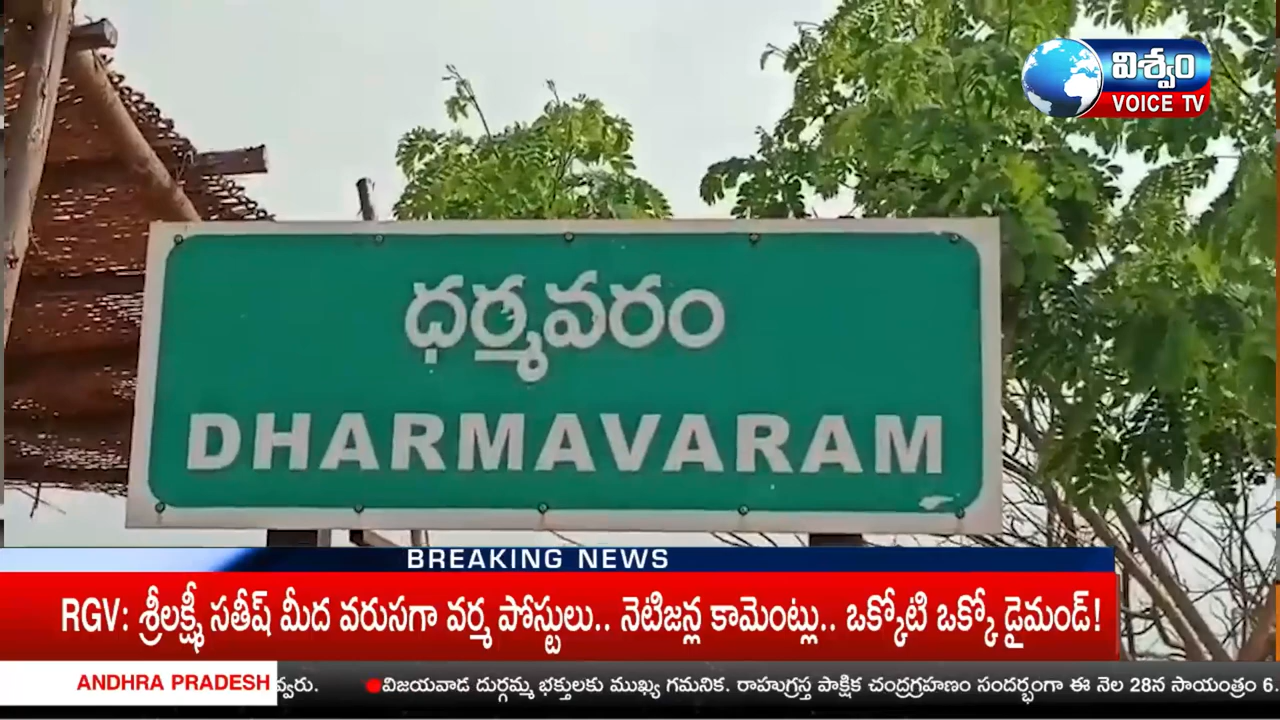 విశ్వం
VOICE TV
ధర్మవరం
DHARMAVARAM
BREAKING NEWS
RGV: శ్రీలక్ష్మీ సతీష్ మీద వరుసగా వర్మ పోస్టులు.. నెటిజన్ల కామెంట్లు.. ఒక్కోటి ఒక్కో డైమండ్!
ANDHRA PRADESH వ్వరు. విజయవాడ దుర్గమ్మ భక్తులకు ముఖ్య గమనిక. రాహుగ్రస్త పాక్షిక చంద్రగ్రహణం సందర్భంగా ఈ నెల 28న సాయంత్రం 6.